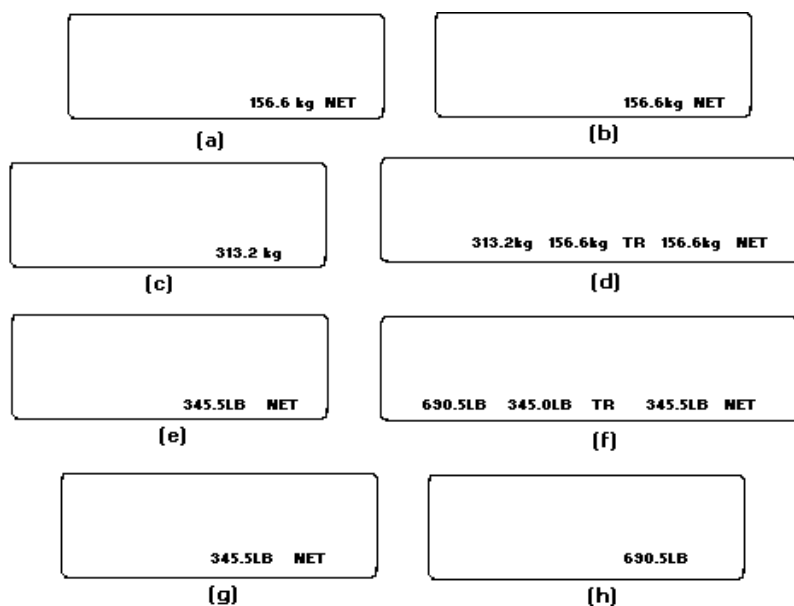 156.6 kg NET
(a)
156.6kg NET
(b)
313.2 kg
(c)
313.2kg 156.6kg TR 156.6kg NET
(d)
345.5LB NET
(e)
690.5LB 345.0LB TR 345.5LB NET
(f)
345.5LB NET
(g)
690.5LB
(h)